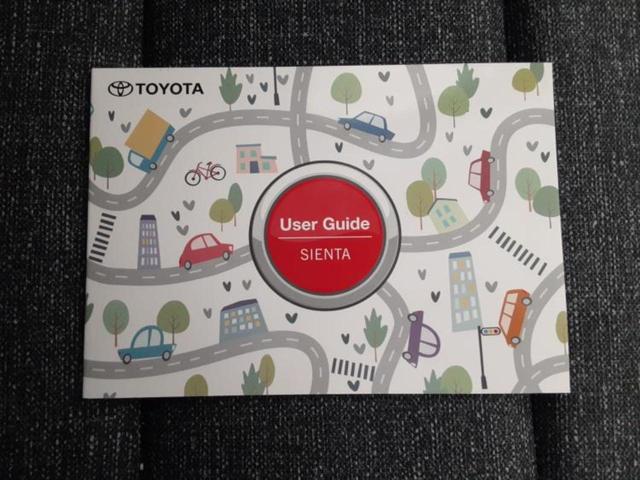 TOYOTA
User Guide
SIENTA